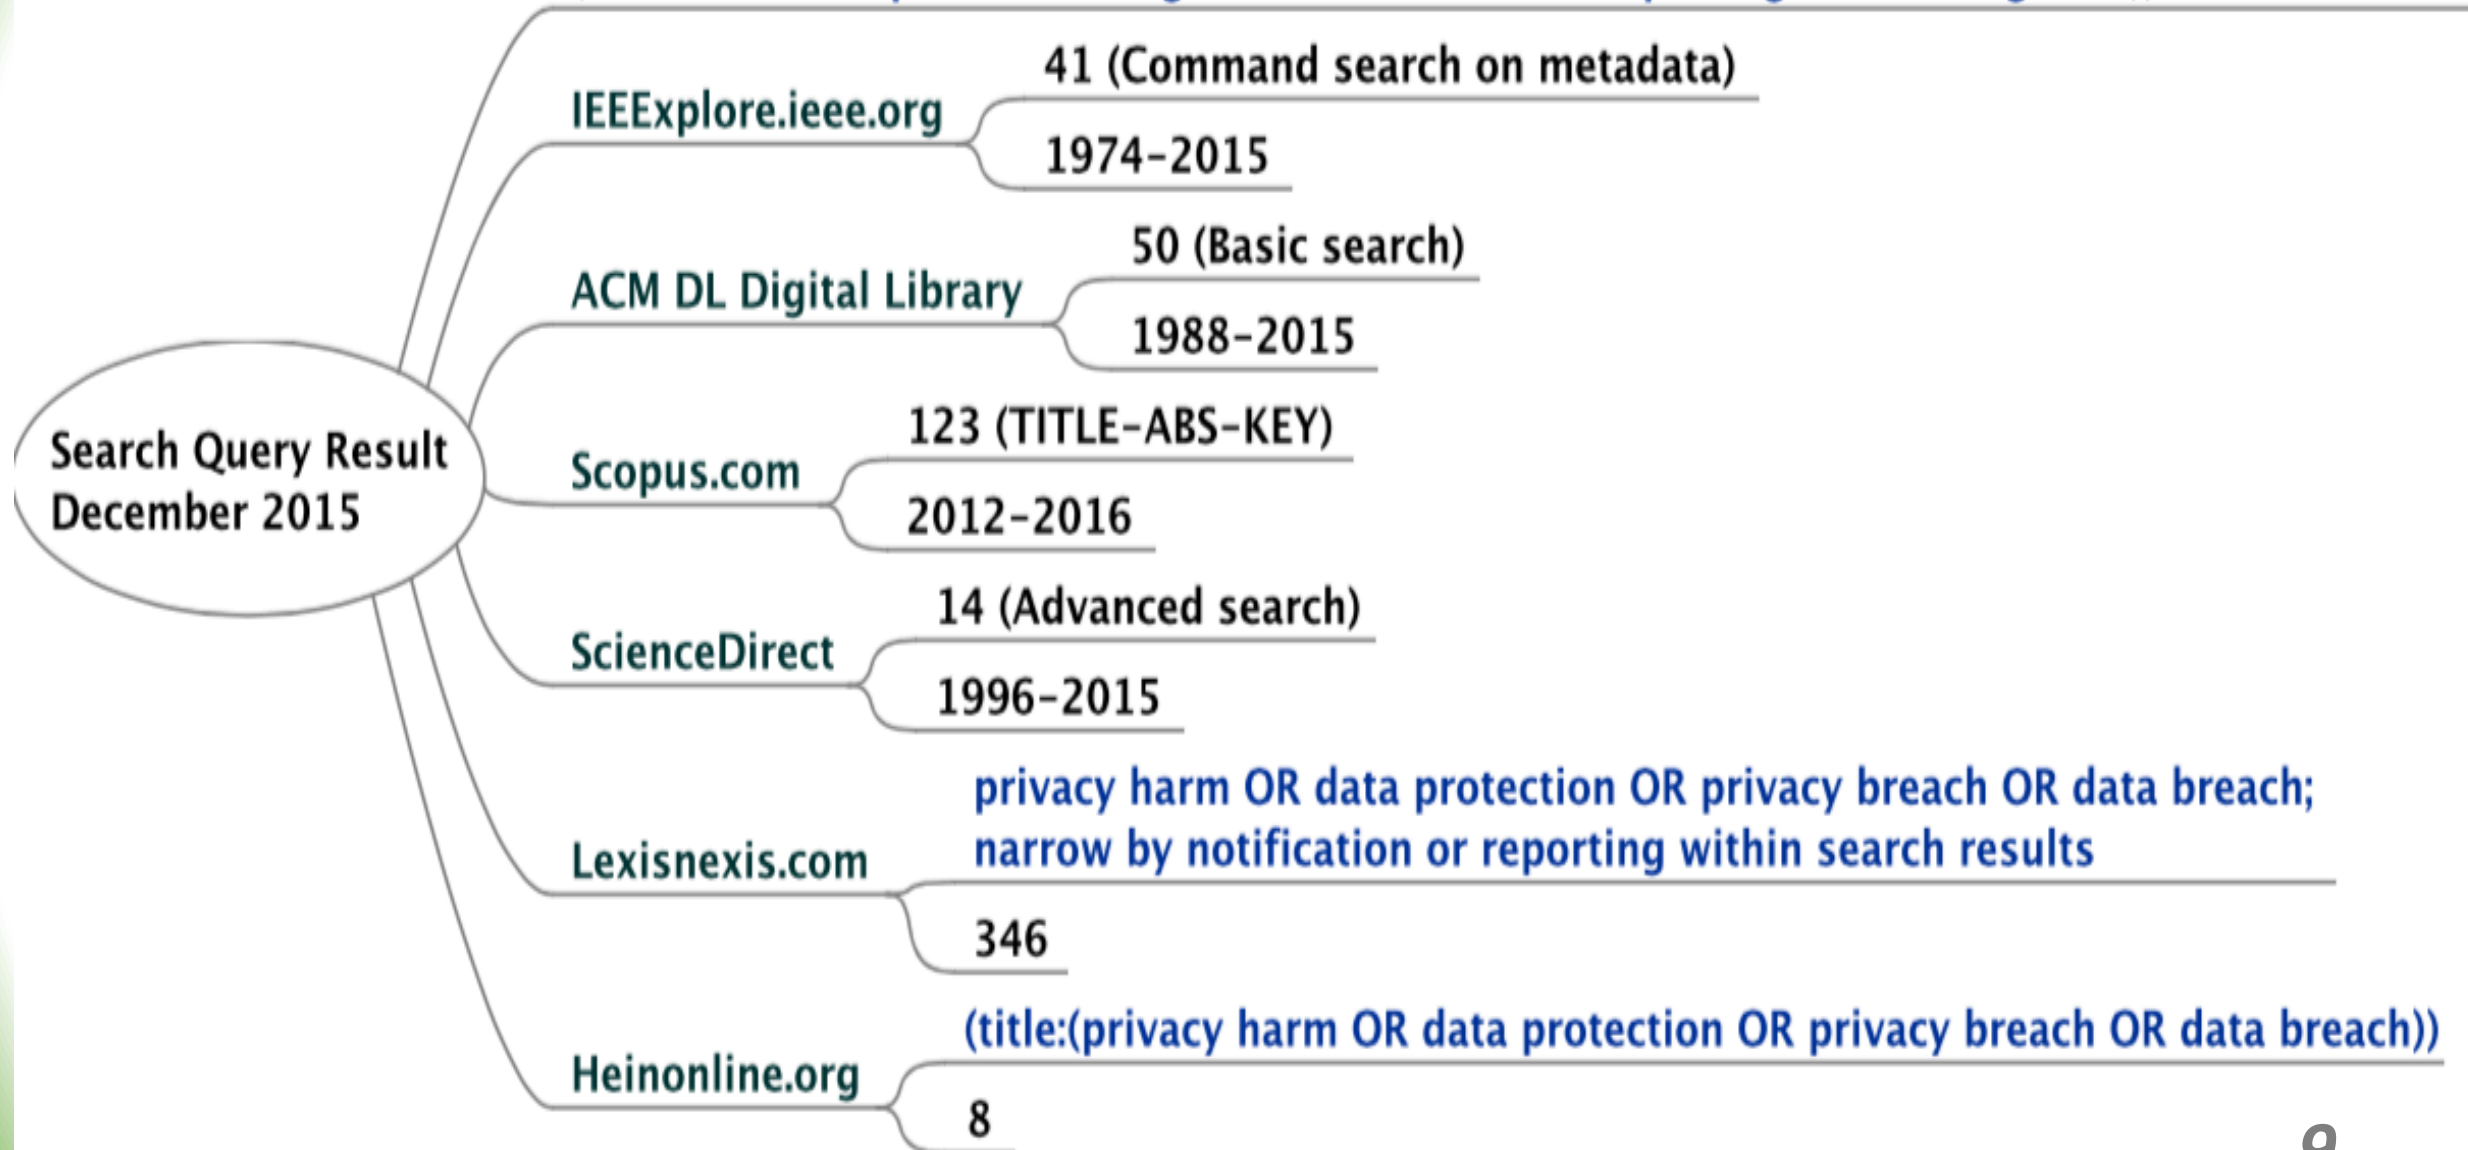 IEEExplore.ieee.org
41 (Command search on metadata)
1974-2015
ACM DL Digital Library
50 (Basic search)
1988-2015
Search Query Result
December 2015
Scopus.com
123 (TITLE-ABS-KEY)
2012-2016
ScienceDirect
14 (Advanced search)
1996-2015
Lexisnexis.com
privacy harm OR data protection OR privacy breach OR data breach;
narrow by notification or reporting within search results
346
Heinonline.org
(title:(privacy harm OR data protection OR privacy breach OR data breach))
8
9